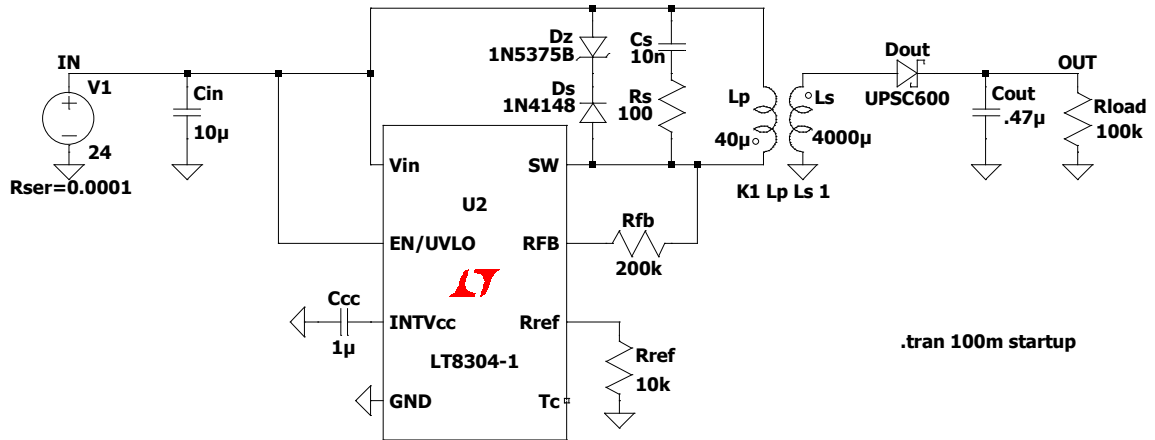 IN
V1
24
Rser=0.0001
Cin
10µ
Dz
1N5375B
Ds
1N4148
Cs
10n
Rs
100
Lp
40µ
Ls
4000µ
K1 Lp Ls 1
Dout
UPSC600
OUT
Cout
.47µ
Rload
100k
Vin
SW
U2
EN/UVLO
RFB
Rfb
200k
Ccc
1µ
INTVcc
Rref
LT8304-1
Rref
10k
GND
Tc
.tran 100m startup